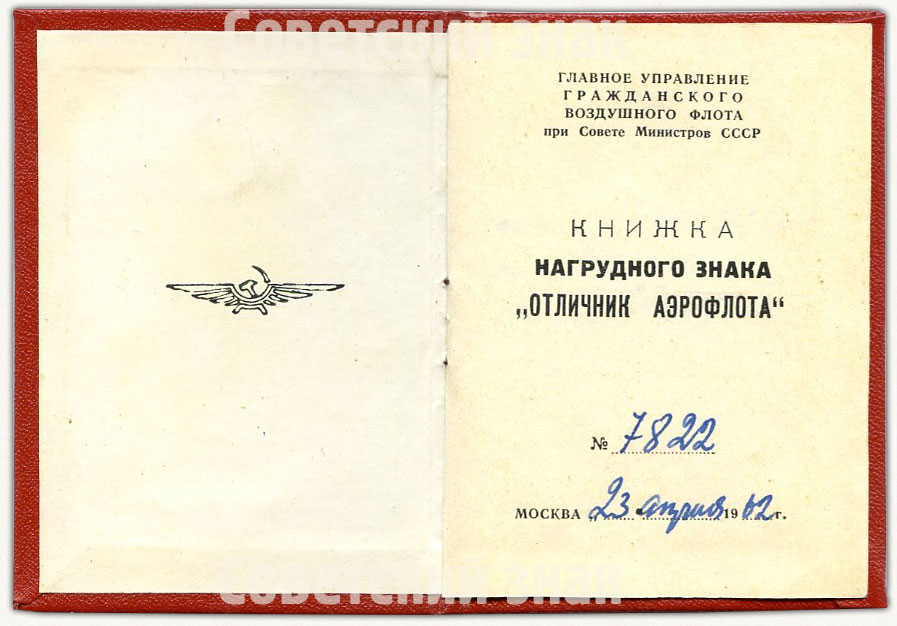 Советский знак
ГЛАВНОЕ УПРАВЛЕНИЕ
ГРАЖДАНСКОГО
ВОЗДУШНОГО ФЛОТА
при Совете Министров СССР
КНИЖКА
НАГРУДНОГО ЗНАКА
„ОТЛИЧНИК АЭРОФЛОТА“
№ 7822
МОСКВА „23 апреля 1962 г.
Советский знак